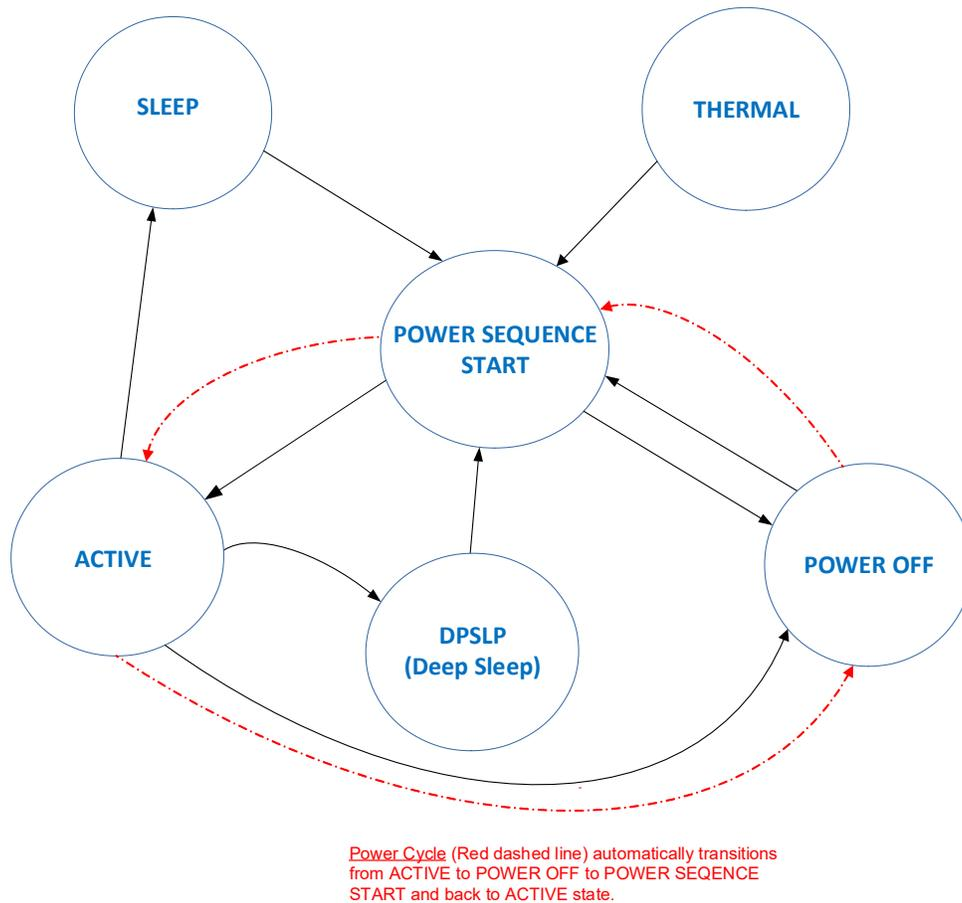 SLEEP
THERMAL
POWER SEQUENCE
START
ACTIVE
POWER OFF
DPSLP
(Deep Sleep)
Power Cycle (Red dashed line) automatically transitions
from ACTIVE to POWER OFF to POWER SEQENCE
START and back to ACTIVE state.